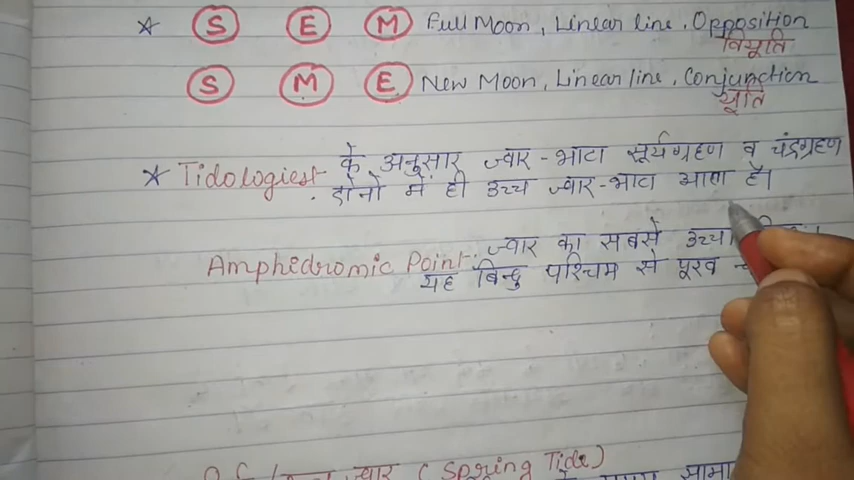 ☆ S E M Full Moon, Linear line, Opposition
वियूति
S M E New Moon, Linear line, Conjunction
यूति
☆ Tidologiest के अनुसार ज्वार-भाटा सूर्यग्रहण व चंद्रग्रहण
दोनो में ही उच्च ज्वार-भाटा आता है।
Amphidromic Point: ज्वार का सबसे उच्च
यह बिन्दु पश्चिम से पूरब
ज्वार (Spring Tide)